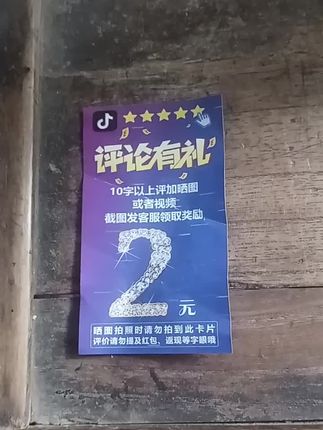 评论有礼
10字以上评加晒图
或者视频
截图发客服领取奖励
2元
晒图拍照时请勿拍到此卡片
评价请勿提及红包、返现等字眼哦